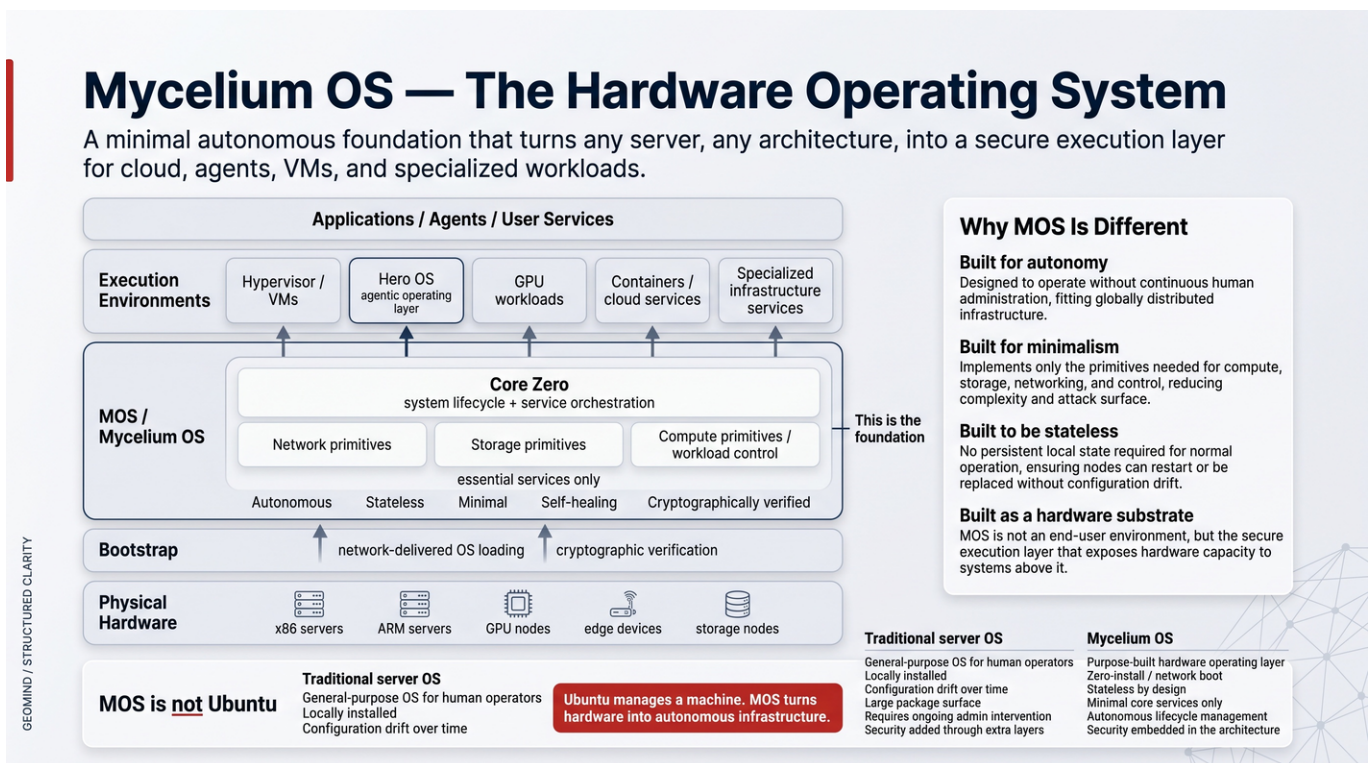 Mycelium OS — The Hardware Operating System
A minimal autonomous foundation that turns any server, any architecture, into a secure execution layer
for cloud, agents, VMs, and specialized workloads.
Applications / Agents / User Services
Execution
Environments
Hypervisor /
VMs
Hero OS
agentic operating
layer
GPU
workloads
Containers /
cloud services
Specialized
infrastructure
services
MOS /
Mycelium OS
Core Zero
system lifecycle + service orchestration
Network primitives
Storage primitives
Compute primitives /
workload control
essential services only
Autonomous
Stateless
Minimal
Self-healing
Cryptographically verified
This is the
foundation
Bootstrap
network-delivered OS loading
cryptographic verification
Physical
Hardware
x86 servers
ARM servers
GPU nodes
edge devices
storage nodes
Why MOS Is Different
Built for autonomy
Designed to operate without continuous human
administration, fitting globally distributed
infrastructure.
Built for minimalism
Implements only the primitives needed for compute,
storage, networking, and control, reducing
complexity and attack surface.
Built to be stateless
No persistent local state required for normal
operation, ensuring nodes can restart or be
replaced without configuration drift.
Built as a hardware substrate
MOS is not an end-user environment, but the secure
execution layer that exposes hardware capacity to
systems above it.
MOS is not Ubuntu
Traditional server OS
General-purpose OS for human operators
Locally installed
Configuration drift over time
Ubuntu manages a machine. MOS turns
hardware into autonomous infrastructure.
Traditional server OS
General-purpose OS for human operators
Locally installed
Configuration drift over time
Large package surface
Requires ongoing admin intervention
Security added through extra layers
Mycelium OS
Purpose-built hardware operating layer
Zero-install / network boot
Stateless by design
Minimal core services only
Autonomous lifecycle management
Security embedded in the architecture
GEOMIND / STRUCTURED CLARITY